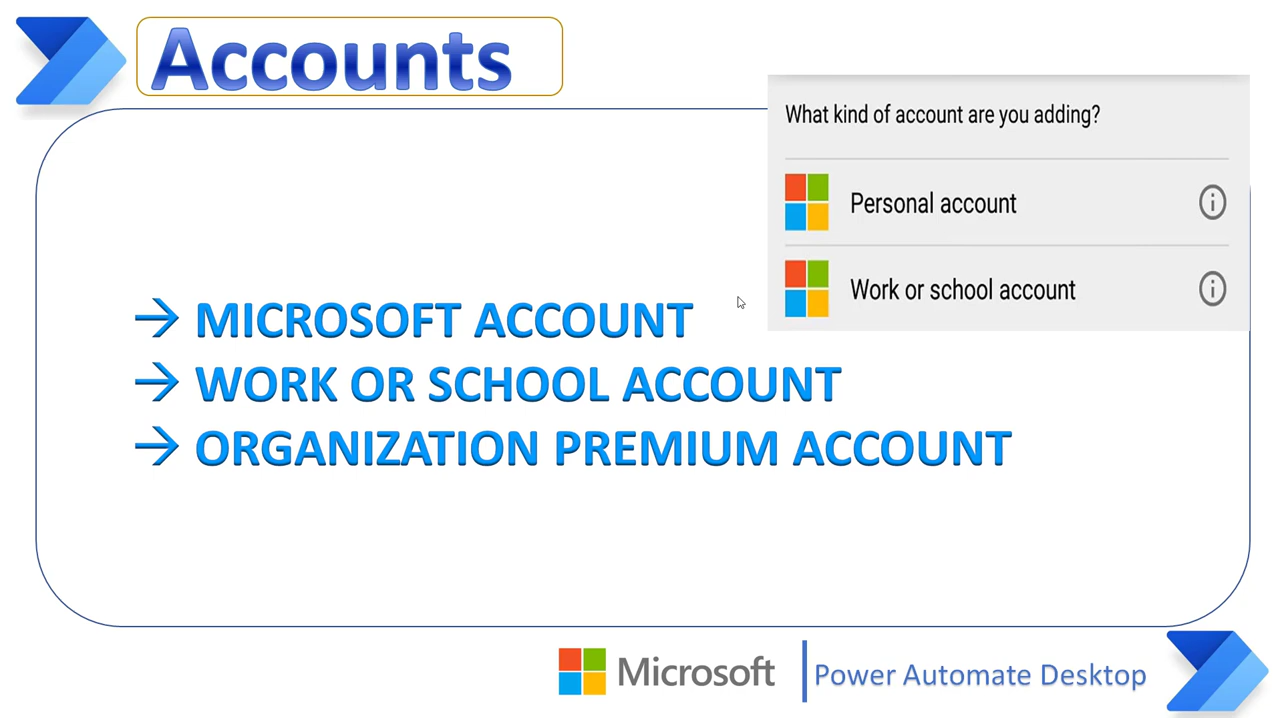 Accounts
What kind of account are you adding?
Personal account
Work or school account
→ MICROSOFT ACCOUNT
→ WORK OR SCHOOL ACCOUNT
→ ORGANIZATION PREMIUM ACCOUNT
Microsoft
Power Automate Desktop